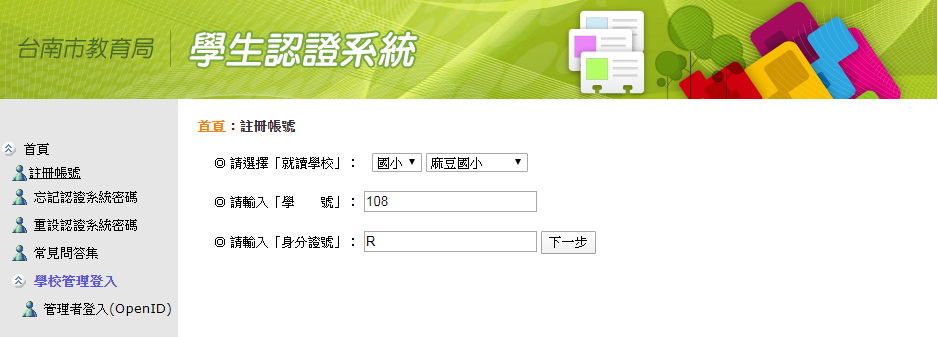 台南市教育局
學生認證系統
首頁
註冊帳號
忘記認證系統密碼
重設認證系統密碼
常見問答集
學校管理登入
管理者登入(OpenID)
首頁：註冊帳號
◎ 請選擇「就讀學校」： 國小 麻豆國小
◎ 請輸入「學　　號」： 108
◎ 請輸入「身分證號」： R 下一步